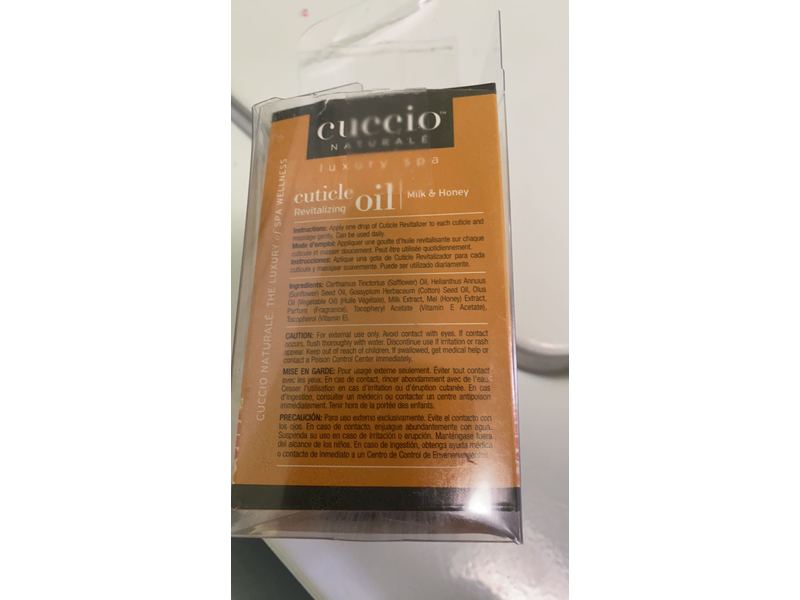 cuccio™
NATURALÉ
luxury spa
cuticle
Revitalizing
oil
Milk & Honey
CUCCIO NATURALÉ. THE LUXURY of SPA WELLNESS
Instructions: Apply one drop of Cuticle Revitalizer to each cuticle and
massage gently. Can be used daily.
Mode d'emploi: Appliquer une goutte d'huile revitalisante sur chaque
cuticule et masser doucement. Peut être utilisée quotidiennement.
Instrucciones: Aplique una gota de Cuticle Revitalizador para cada
cutícula y masajear suavemente. Puede ser utilizado diariamente.
Ingredients: Carthamus Tinctorius (Safflower) Oil, Helianthus Annuus
(Sunflower) Seed Oil, Gossypium Herbaceum (Cotton) Seed Oil, Olus
Oil (Vegetable Oil) (Huile Végétale), Milk Extract, Mel (Honey) Extract,
Parfum (Fragrance), Tocopheryl Acetate (Vitamin E Acetate),
Tocopherol (Vitamin E).
CAUTION: For external use only. Avoid contact with eyes. If contact
occurs, flush thoroughly with water. Discontinue use if irritation or rash
appear. Keep out of reach of children. If swallowed, get medical help or
contact a Poison Control Center immediately.
MISE EN GARDE: Pour usage externe seulement. Éviter tout contact
avec les yeux. En cas de contact, rincer abondamment avec de l'eau.
Cesser l'utilisation en cas d'irritation ou d'éruption cutanée. En cas
d'ingestion, consulter un médecin ou contacter un centre antipoison
immédiatement. Tenir hors de la portée des enfants.
PRECAUCIÓN: Para uso externo exclusivamente. Evite el contacto con
los ojos. En caso de contacto, enjuague abundantemente con agua.
Suspenda su uso en caso de irritación o erupción. Manténgase fuera
del alcance de los niños. En caso de ingestión, obtenga ayuda médica
o contacte de inmediato a un Centro de Control de Envenenamientos.